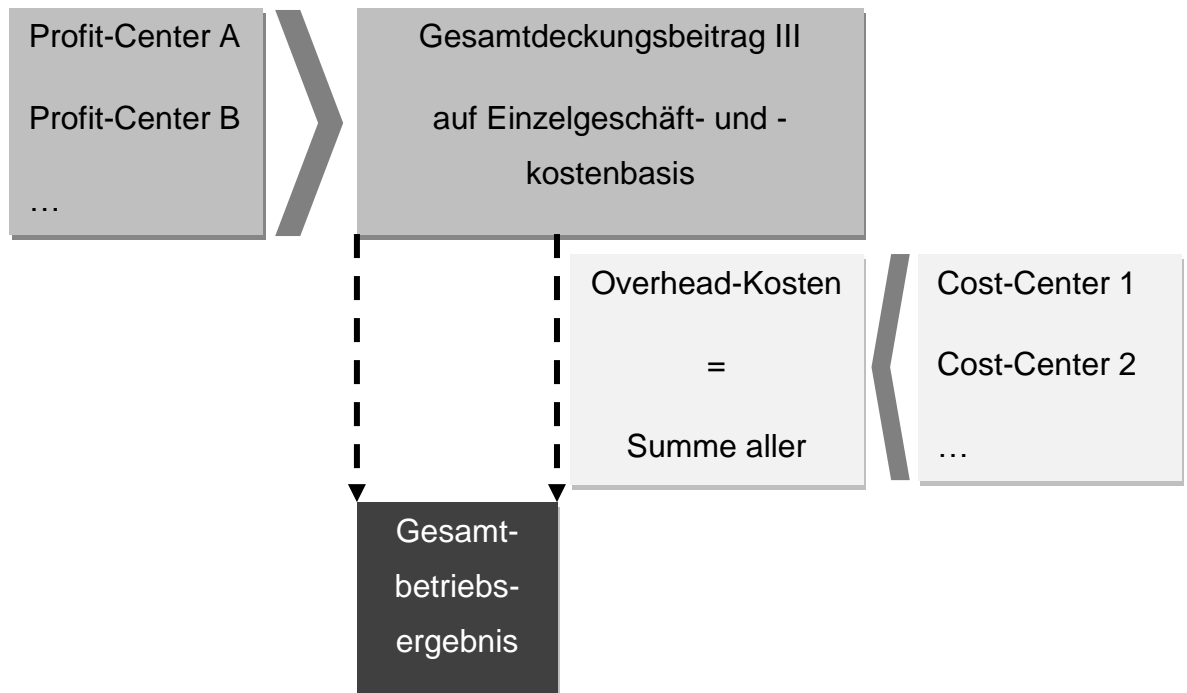 Profit-Center A
Profit-Center B
…
Gesamtdeckungsbeitrag III
auf Einzelgeschäft- und -
kostenbasis
Overhead-Kosten
=
Summe aller
Cost-Center 1
Cost-Center 2
…
Gesamt-
betriebs-
ergebnis